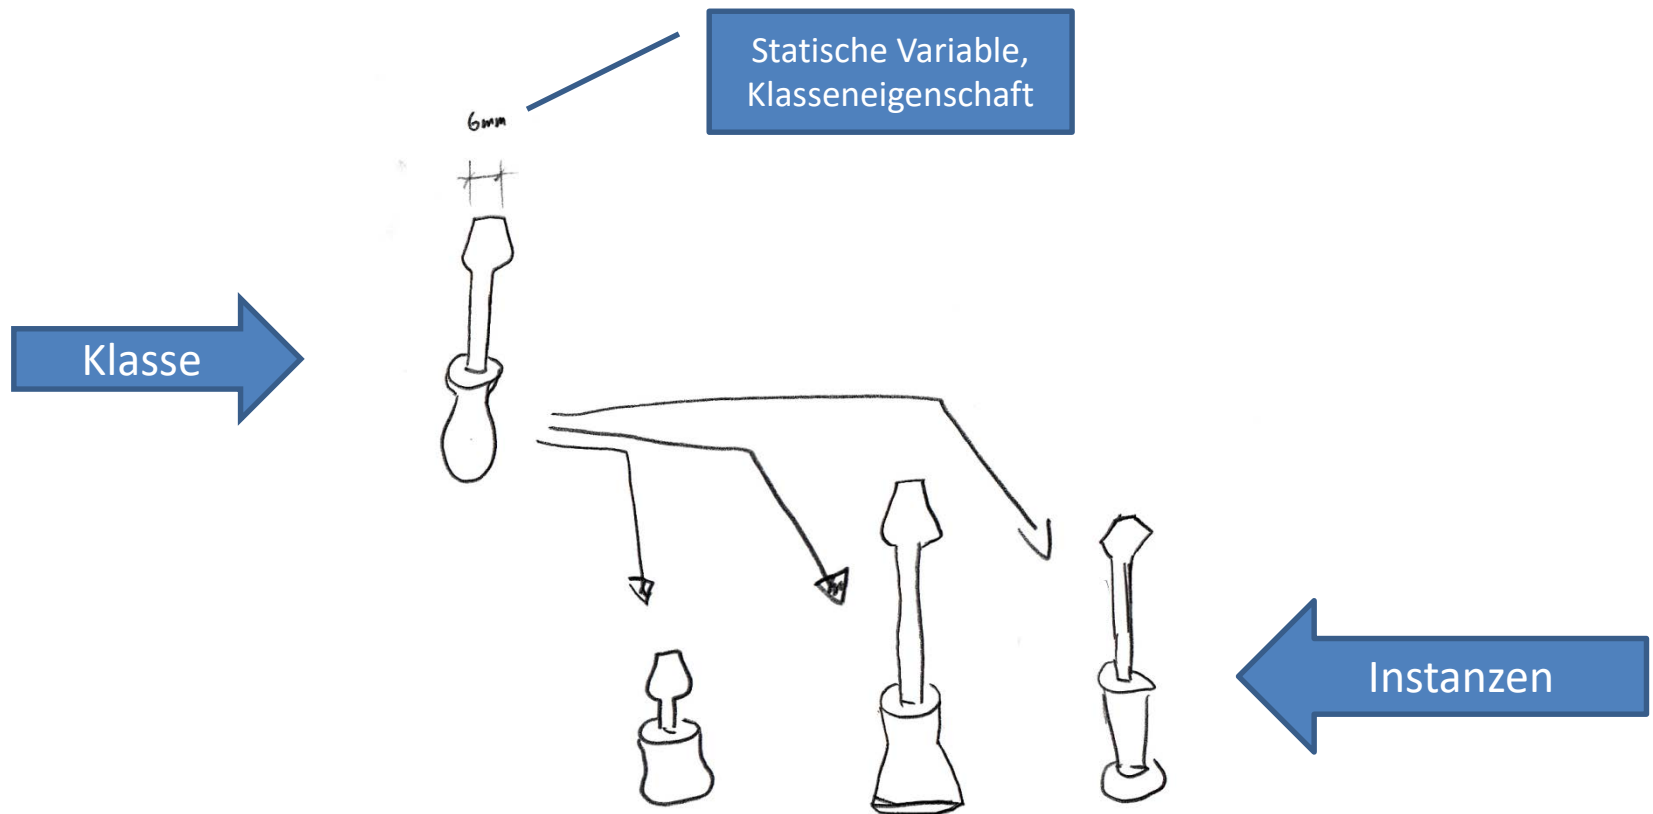 Statische Variable,
Klasseneigenschaft
6mm
Klasse
Instanzen